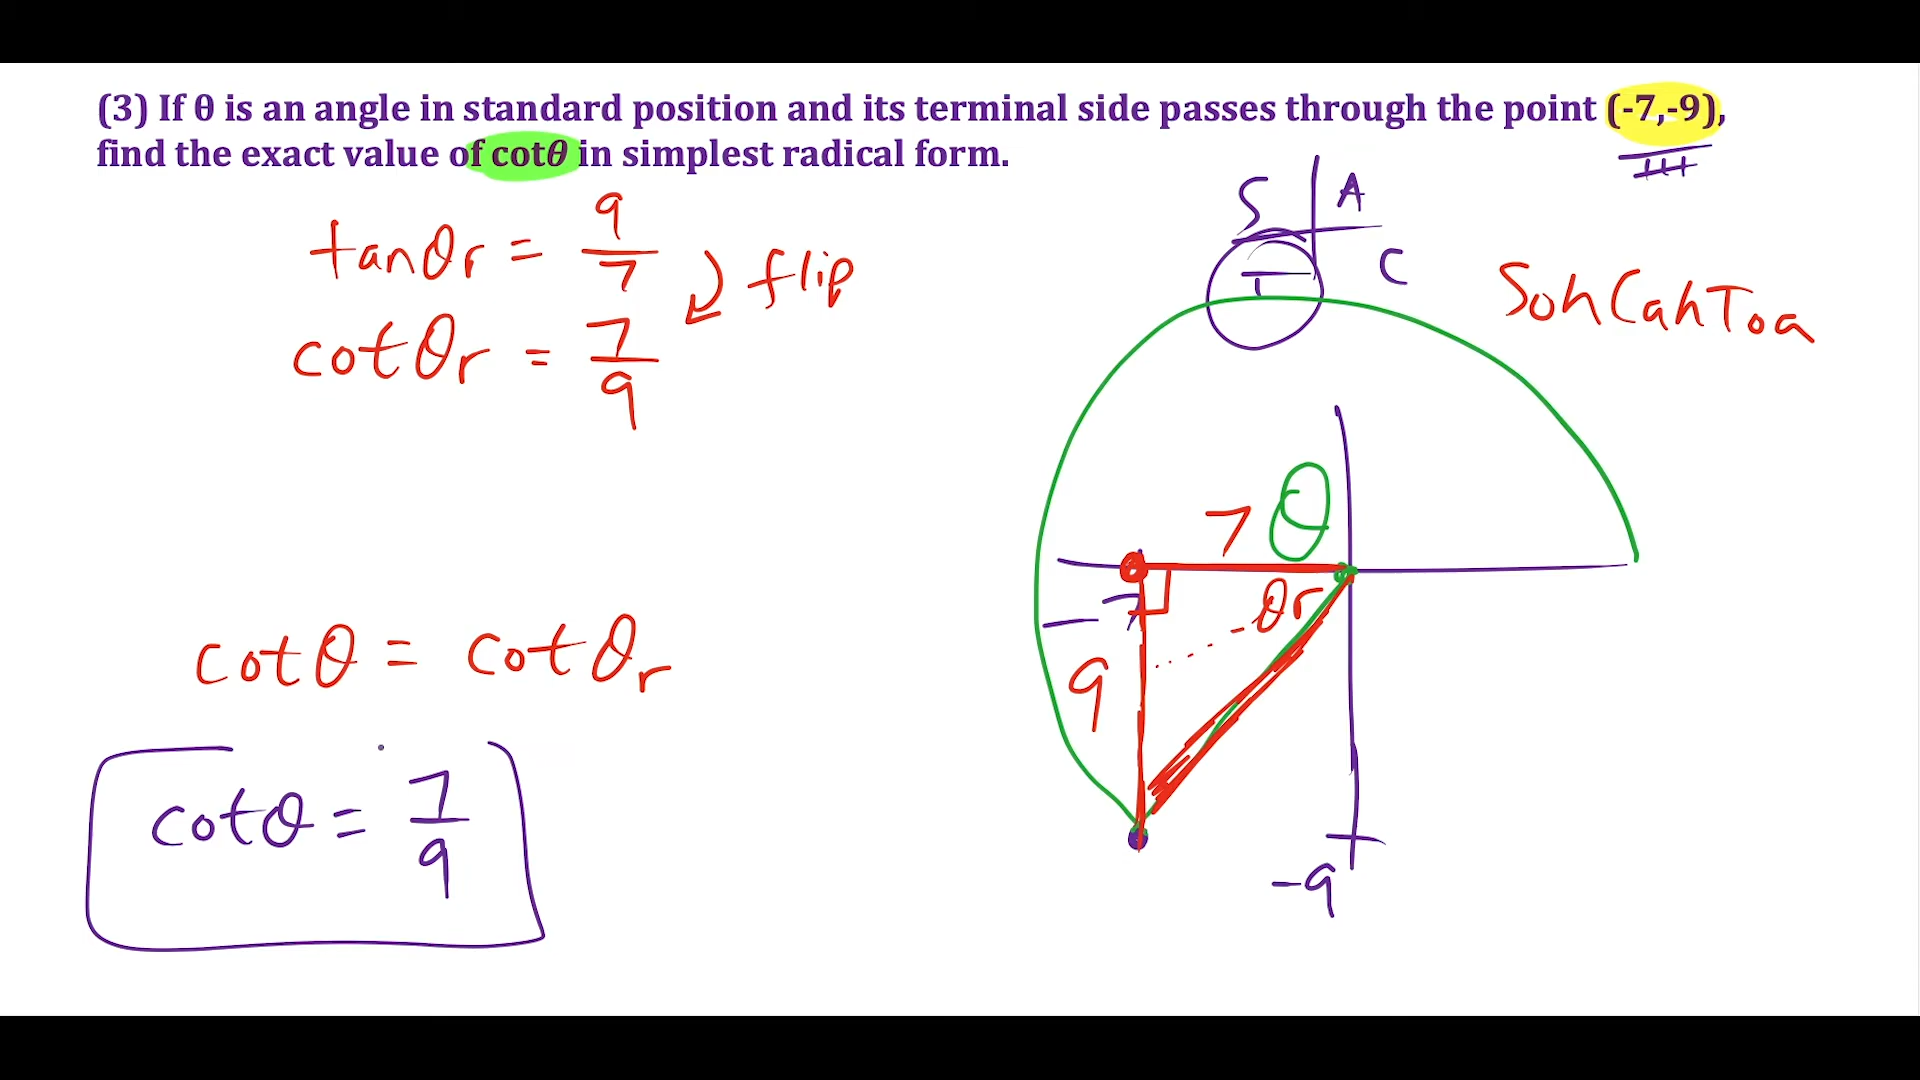 (3) If θ is an angle in standard position and its terminal side passes through the point (-7,-9),
find the exact value of cotθ in simplest radical form.
III
S A
T C
tanθr = 9/7
flip
cotθr = 7/9
SohCahToa
θ
7
θr
-7
9
cotθ = cotθr
cotθ = 7/9
-9